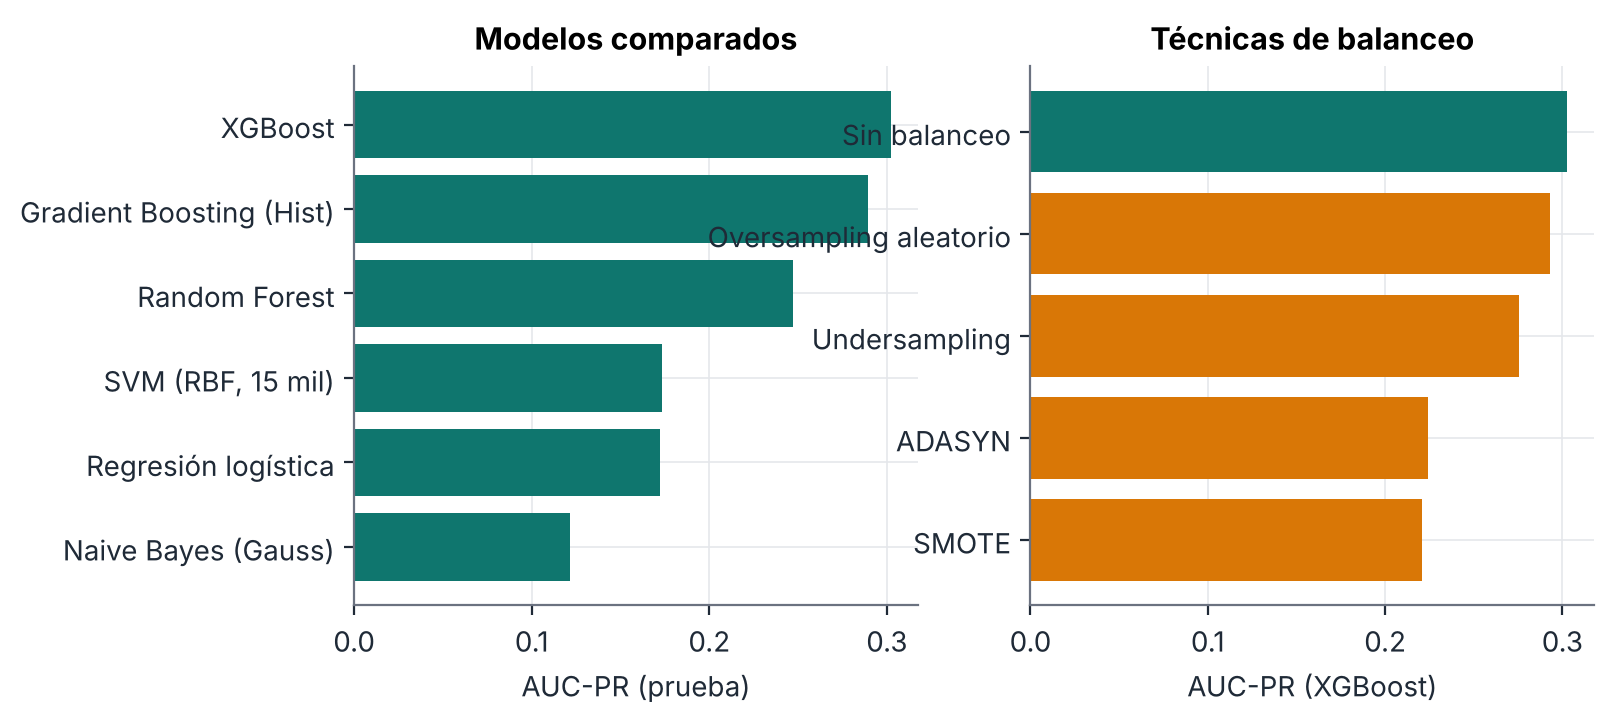 Modelos comparados
XGBoost
Gradient Boosting (Hist)
Random Forest
SVM (RBF, 15 mil)
Regresión logística
Naive Bayes (Gauss)
0.0 0.1 0.2 0.3
AUC-PR (prueba)
Técnicas de balanceo
Sin balanceo
Oversampling aleatorio
Undersampling
ADASYN
SMOTE
0.0 0.1 0.2 0.3
AUC-PR (XGBoost)